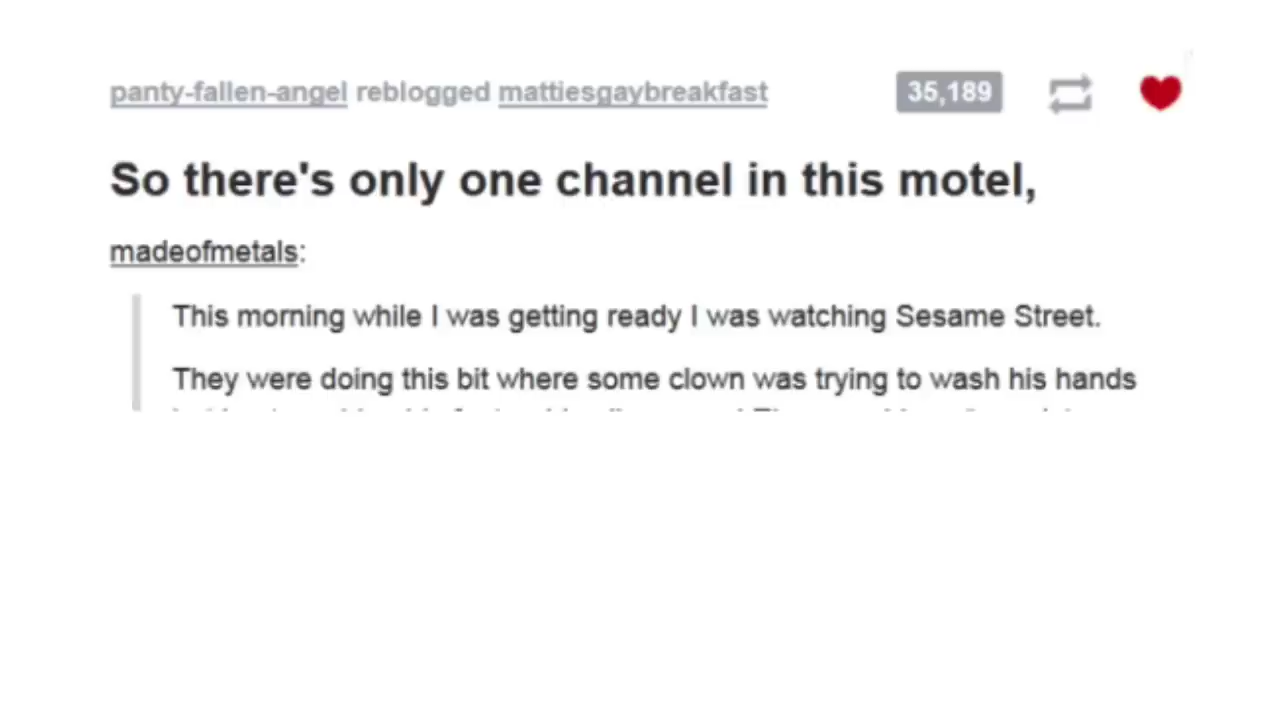 panty-fallen-angel reblogged mattiesgaybreakfast 35,189
So there's only one channel in this motel,
madeofmetals:
This morning while I was getting ready I was watching Sesame Street.
They were doing this bit where some clown was trying to wash his hands